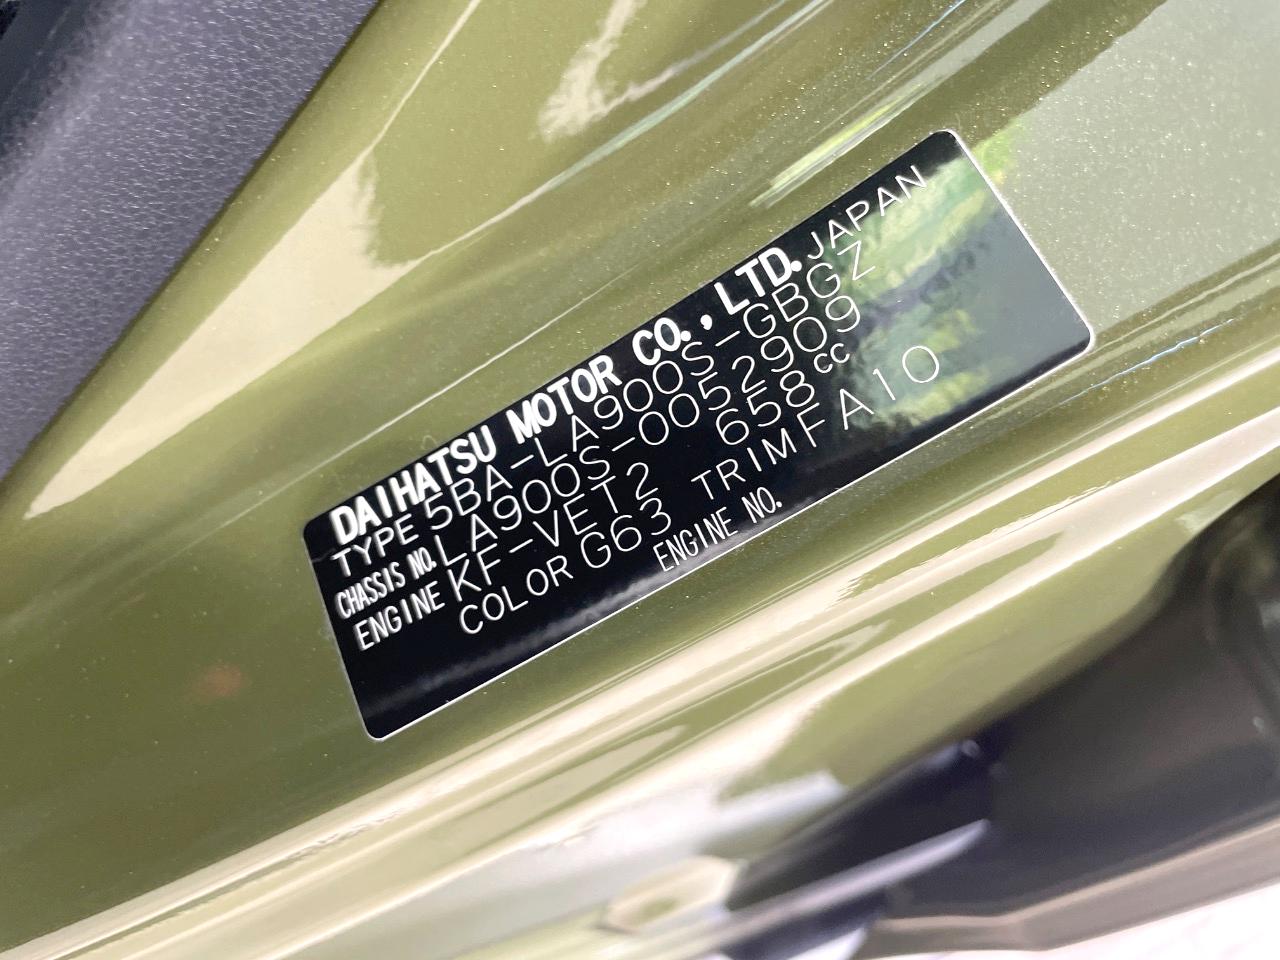 DAIHATSU MOTOR CO., LTD. JAPAN
TYPE 5BA-LA900S-GBGZ
CHASSIS NO. LA900S-0052909
ENGINE KF-VET2 658cc
COLOR G63 TRIM FA10
ENGINE NO.